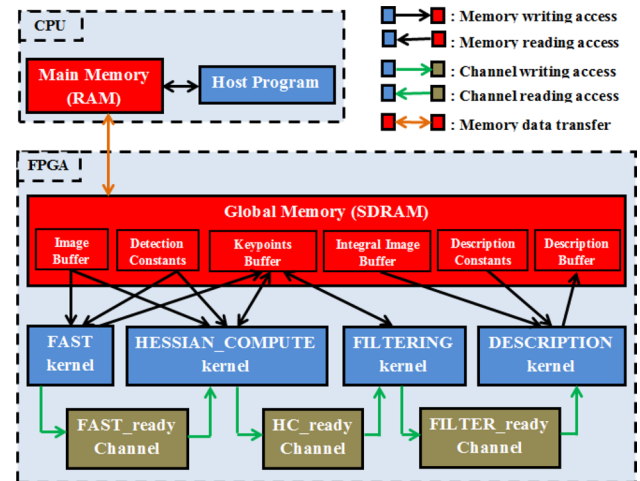 CPU
Main Memory
(RAM)
Host Program
: Memory writing access
: Memory reading access
: Channel writing access
: Channel reading access
: Memory data transfer
FPGA
Global Memory (SDRAM)
Image
Buffer
Detection
Constants
Keypoints
Buffer
Integral Image
Buffer
Description
Constants
Description
Buffer
FAST
kernel
HESSIAN_COMPUTE
kernel
FILTERING
kernel
DESCRIPTION
kernel
FAST_ready
Channel
HC_ready
Channel
FILTER_ready
Channel